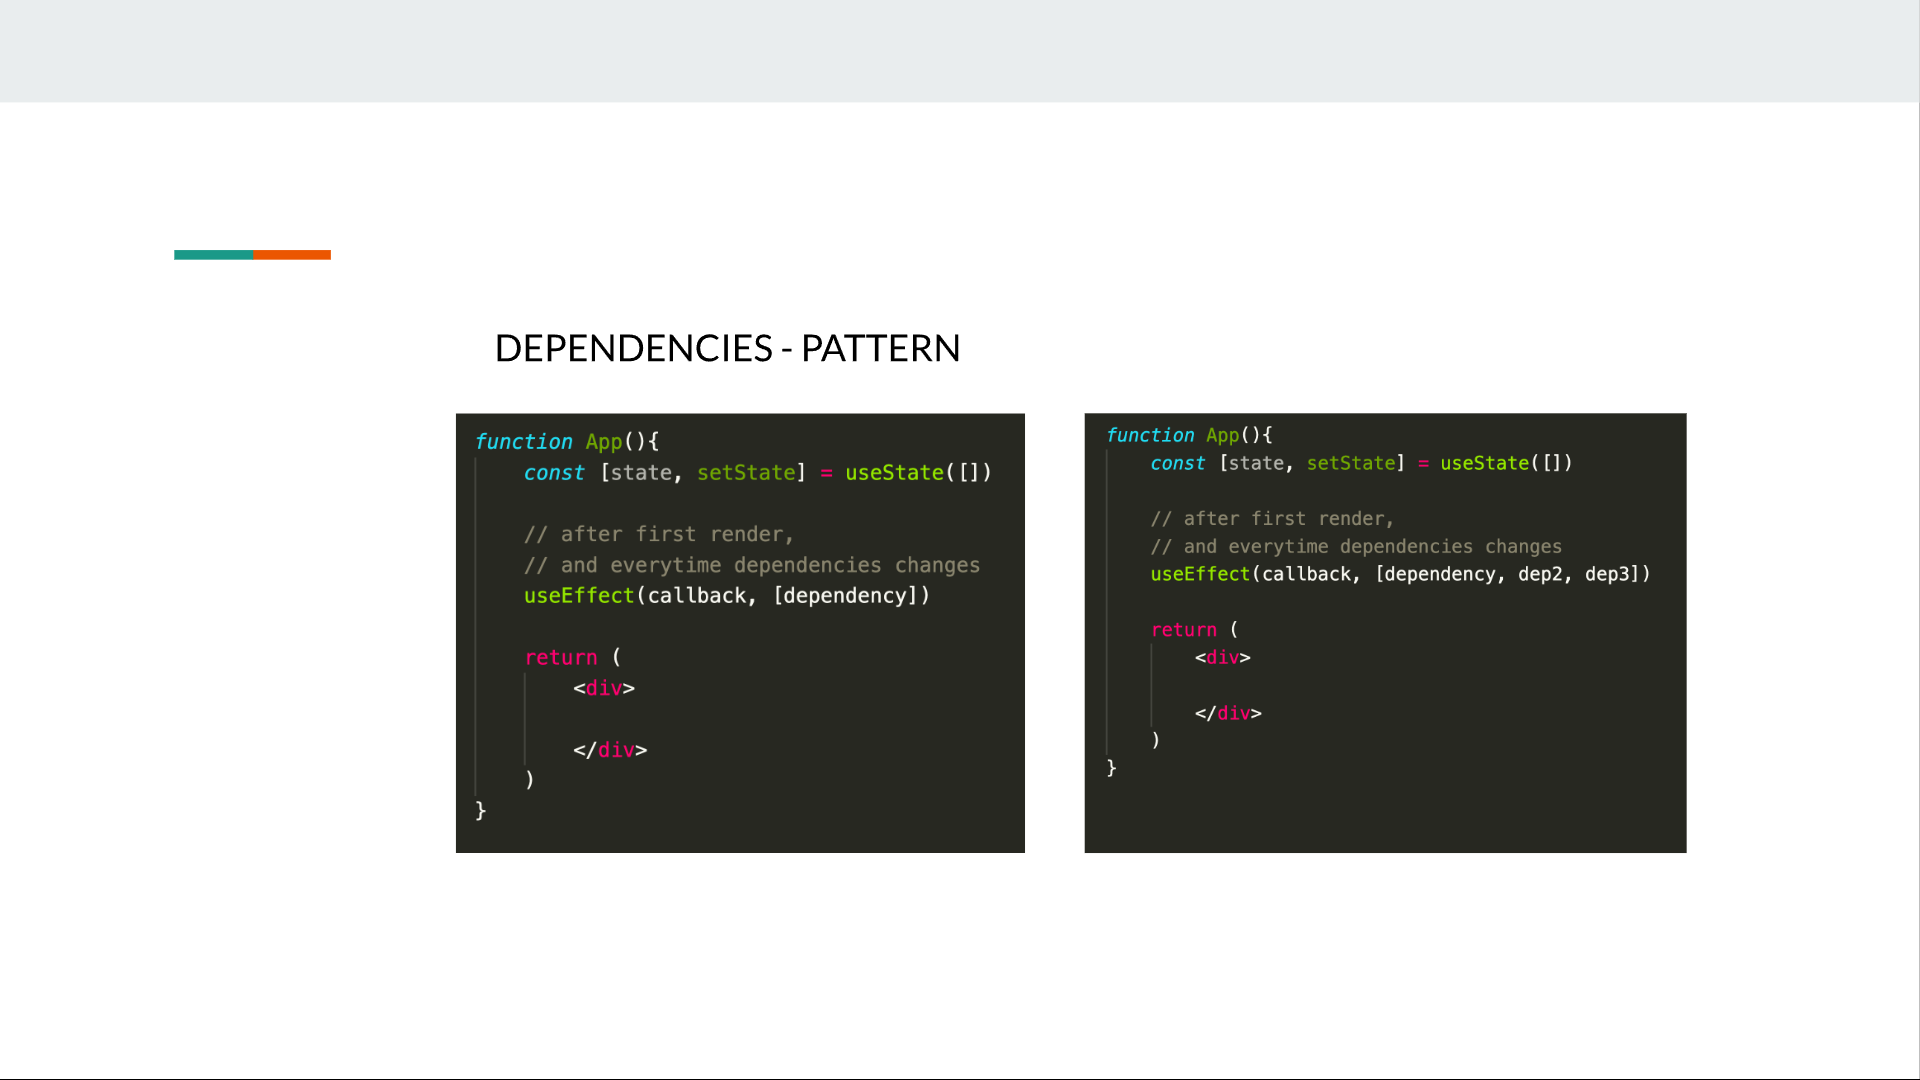 DEPENDENCIES - PATTERN
function App(){
    const [state, setState] = useState([])

    // after first render,
    // and everytime dependencies changes
    useEffect(callback, [dependency])

    return (
        <div>

        </div>
    )
}
function App(){
    const [state, setState] = useState([])

    // after first render,
    // and everytime dependencies changes
    useEffect(callback, [dependency, dep2, dep3])

    return (
        <div>

        </div>
    )
}